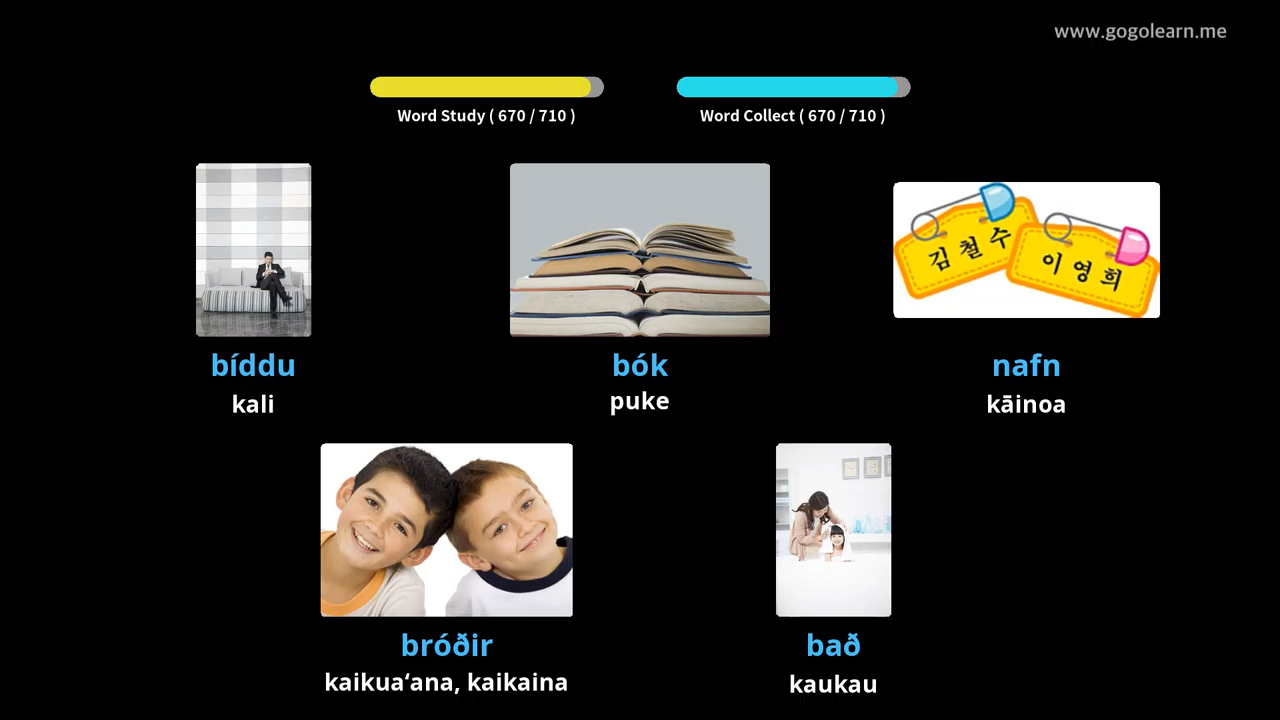 www.gogolearn.me
Word Study ( 670 / 710 )
Word Collect ( 670 / 710 )
김철수
이영희
bíddu
kali
bók
puke
nafn
kāinoa
bróðir
kaikuaʻana, kaikaina
bað
kaukau